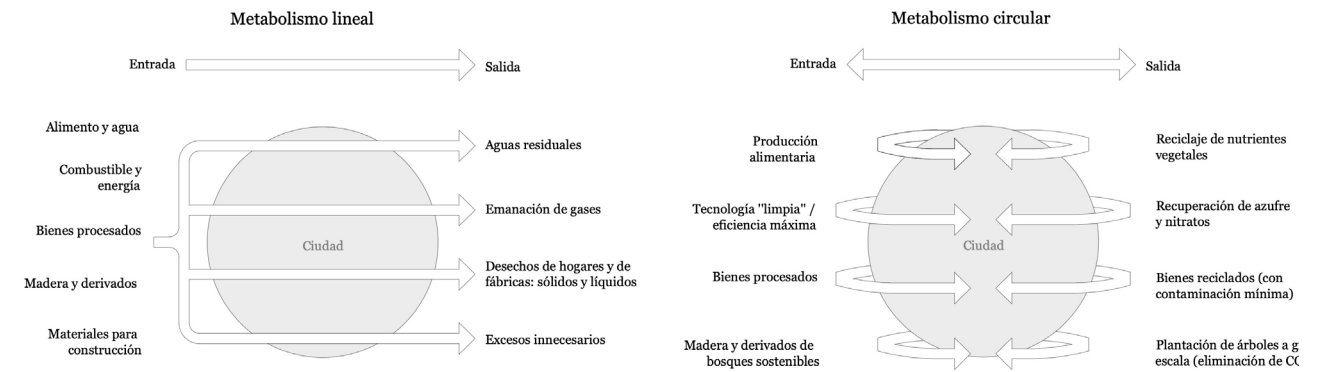 Metabolismo lineal
Entrada
Salida
Alimento y agua
Combustible y
energía
Bienes procesados
Madera y derivados
Materiales para
construcción
Ciudad
Aguas residuales
Emanación de gases
Desechos de hogares y de
fábricas: sólidos y líquidos
Excesos innecesarios
Metabolismo circular
Entrada
Salida
Producción
alimentaria
Tecnología "limpia" /
eficiencia máxima
Bienes procesados
Madera y derivados de
bosques sostenibles
Ciudad
Reciclaje de nutrientes
vegetales
Recuperación de azufre
y nitratos
Bienes reciclados (con
contaminación mínima)
Plantación de árboles a
escala (eliminación de